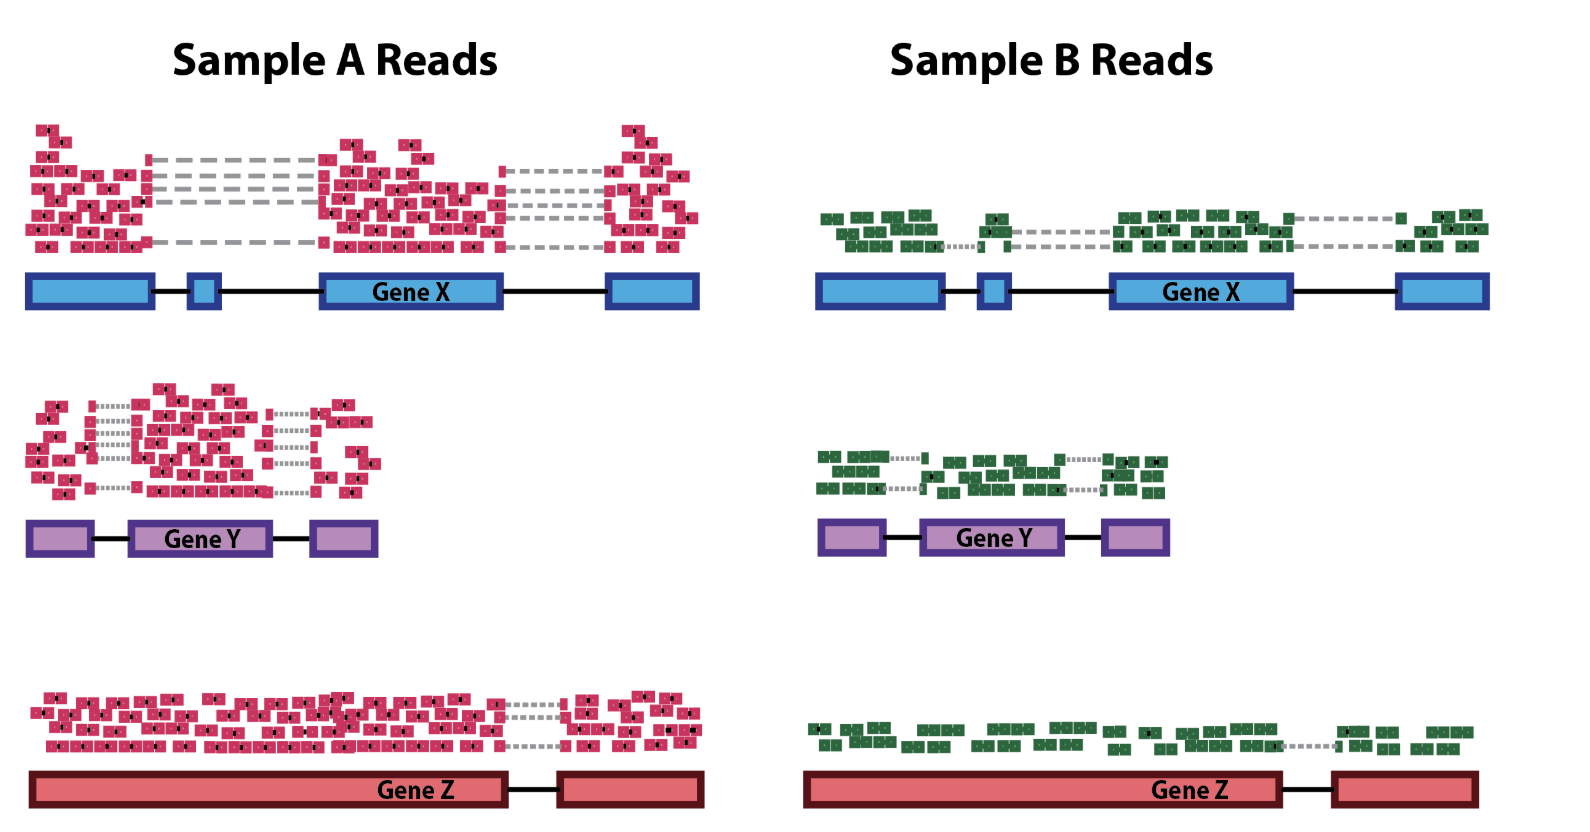 Sample A Reads
Sample B Reads
Gene X
Gene X
Gene Y
Gene Y
Gene Z
Gene Z